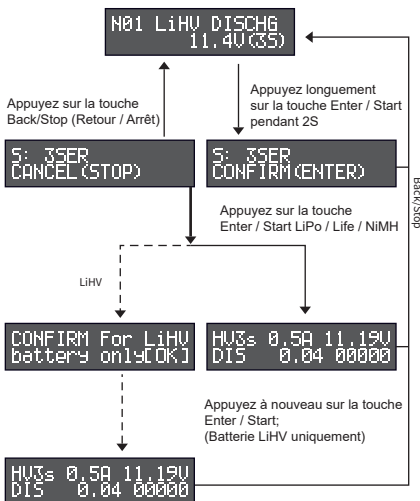 N01 LiHV DISCHG
11.4V(3S)
Appuyez sur la touche
Back/Stop (Retour / Arrêt)
Appuyez longuement
sur la touche Enter / Start
pendant 2S
S: 3SER
CANCEL(STOP)
S: 3SER
CONFIRM(ENTER)
Back/Stop
Appuyez sur la touche
Enter / Start LiPo / Life / NiMH
LiHV
CONFIRM For LiHV
battery only[OK]
HV3s 0.5A 11.19V
DIS 0.04 00000
Appuyez à nouveau sur la touche
Enter / Start;
(Batterie LiHV uniquement)
HV3s 0.5A 11.19V
DIS 0.04 00000